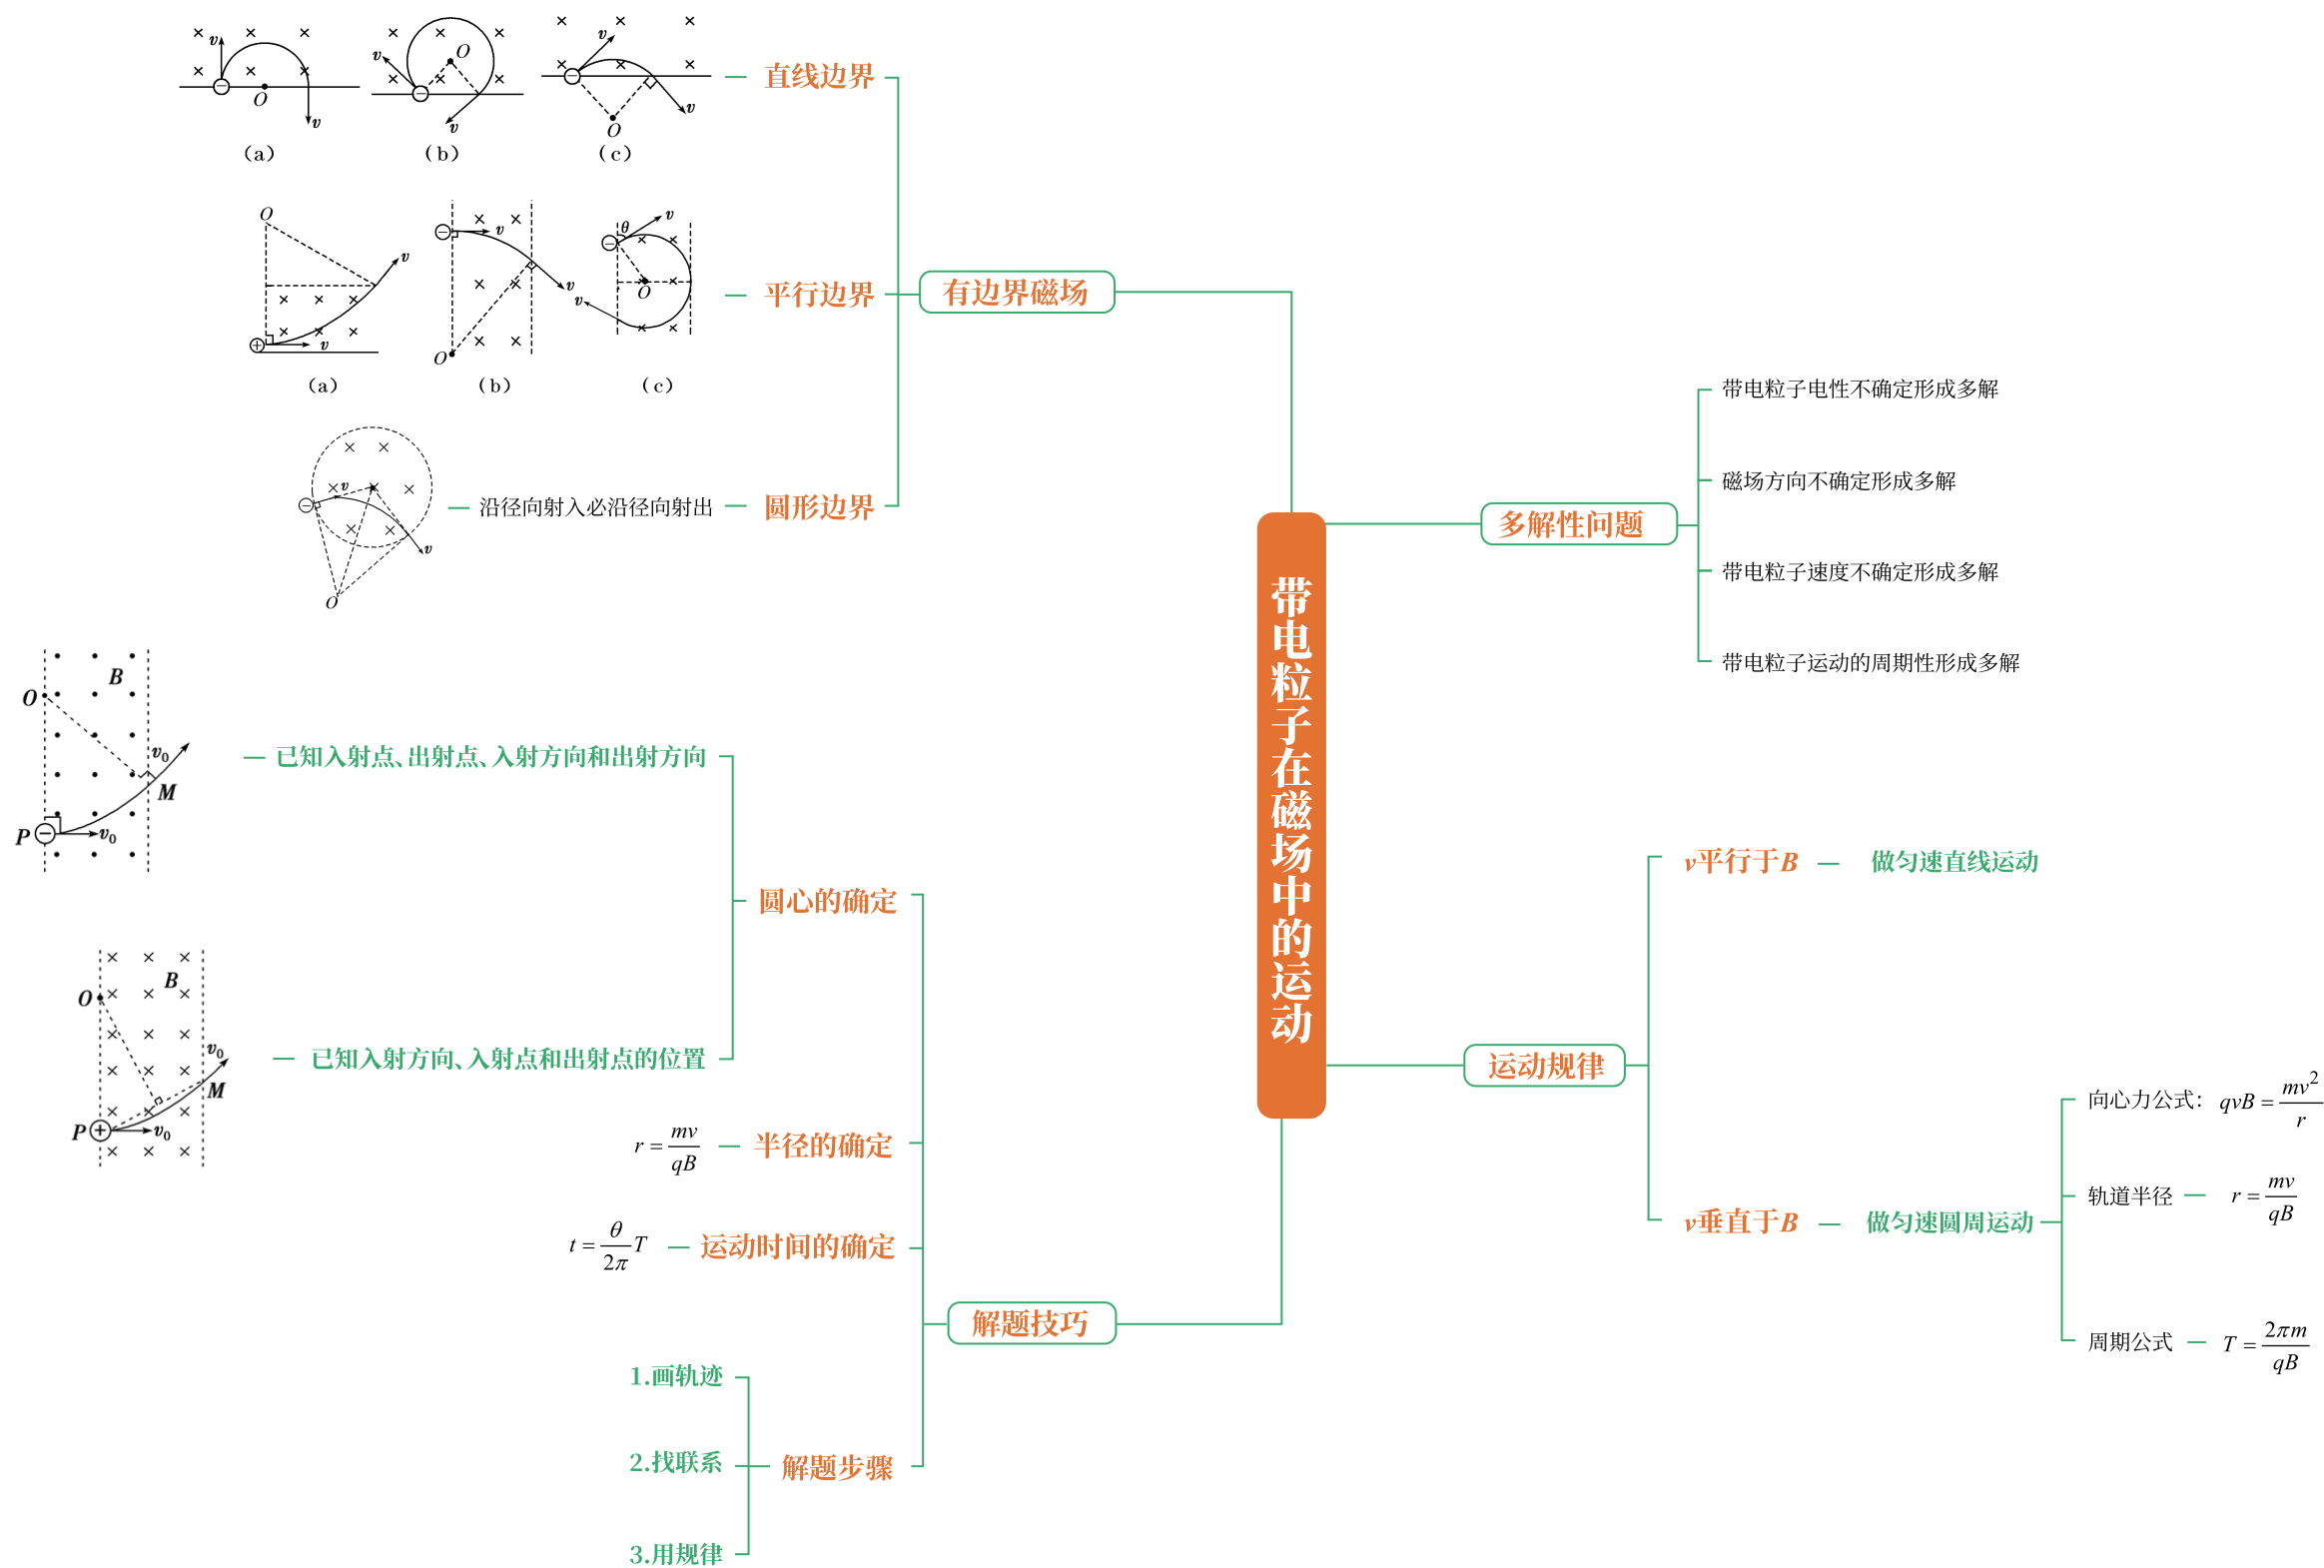 带电粒子在磁场中的运动
有边界磁场
直线边界
v
O
v
(a)
v
O
v
(b)
v
v
O
(c)
平行边界
O
v
v
(a)
v
v
O
(b)
θ
v
O
v
(c)
圆形边界
沿径向射入必沿径向射出
v
v
O
多解性问题
带电粒子电性不确定形成多解
磁场方向不确定形成多解
带电粒子速度不确定形成多解
带电粒子运动的周期性形成多解
运动规律
v平行于B
做匀速直线运动
v垂直于B
做匀速圆周运动
向心力公式: qvB = mv²/r
轨道半径
r = mv/qB
周期公式
T = 2πm/qB
解题技巧
圆心的确定
已知入射点、出射点、入射方向和出射方向
B
O
v₀
M
P
v₀
已知入射方向、入射点和出射点的位置
B
O
v₀
M
P
v₀
半径的确定
r = mv/qB
运动时间的确定
t = θ/2π T
解题步骤
1.画轨迹
2.找联系
3.用规律